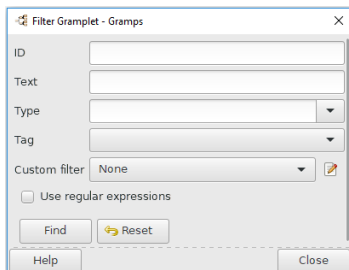 Filter Gramplet - Gramps
ID
Text
Type
Tag
Custom filter None
Use regular expressions
Find Reset
Help Close